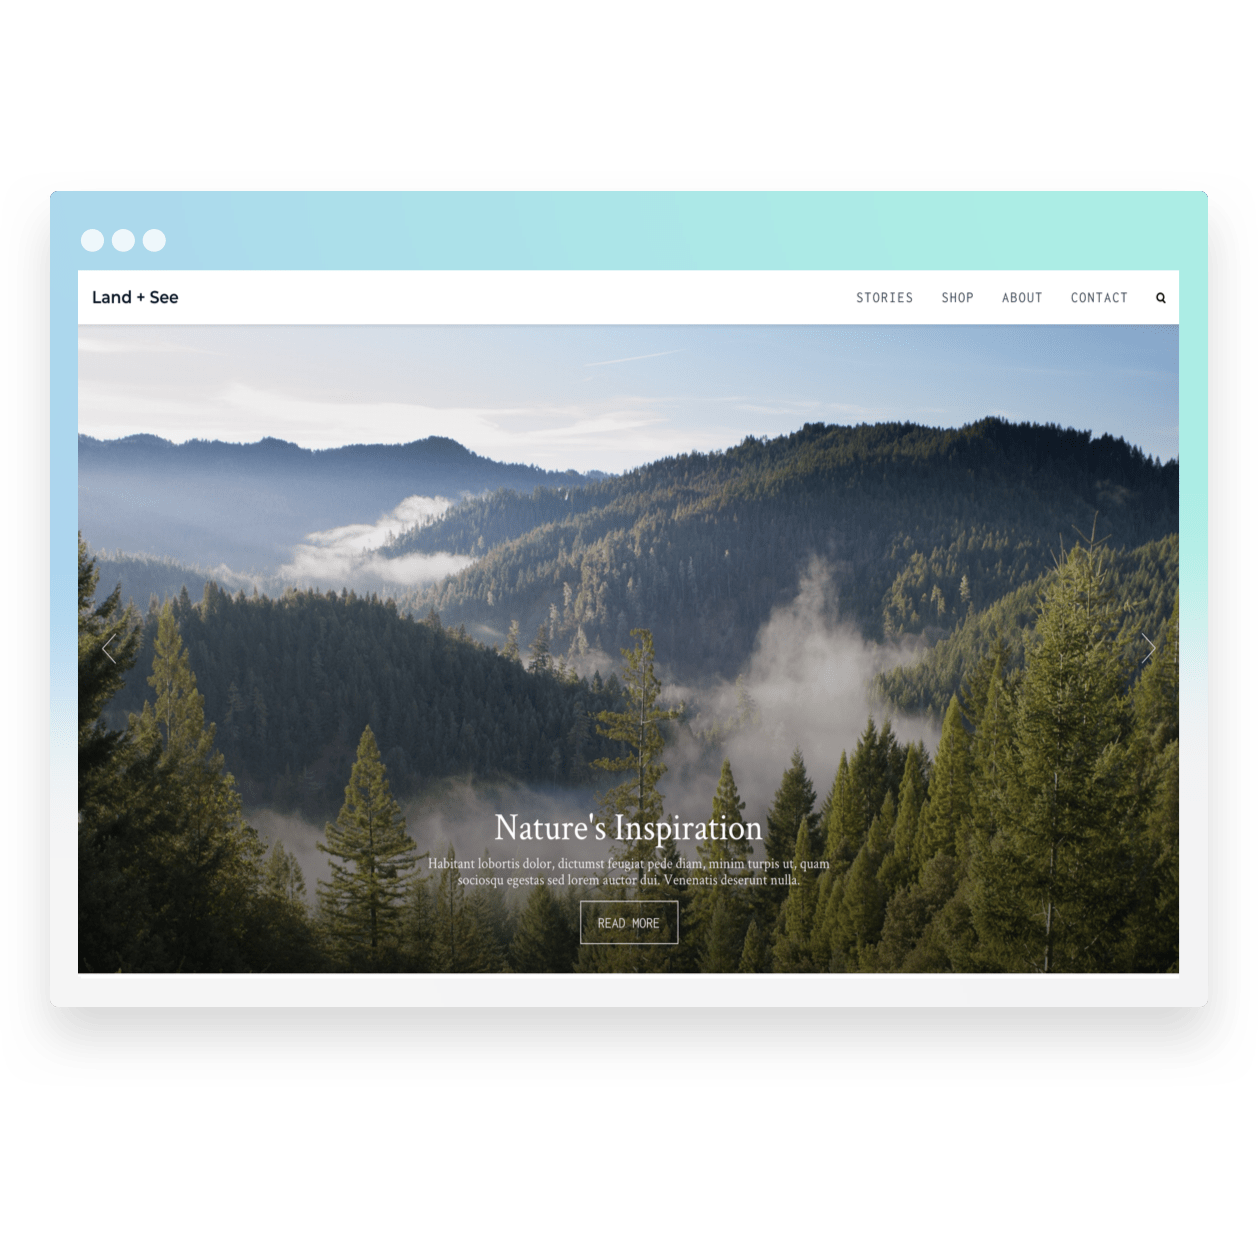 Land + See
STORIES SHOP ABOUT CONTACT
Nature's Inspiration
Habitant lobortis dolor, dictumst feugiat pede diam, minim turpis ut, quam
sociosqu egestas sed lorem auctor dui. Venenatis deserunt nulla.
READ MORE